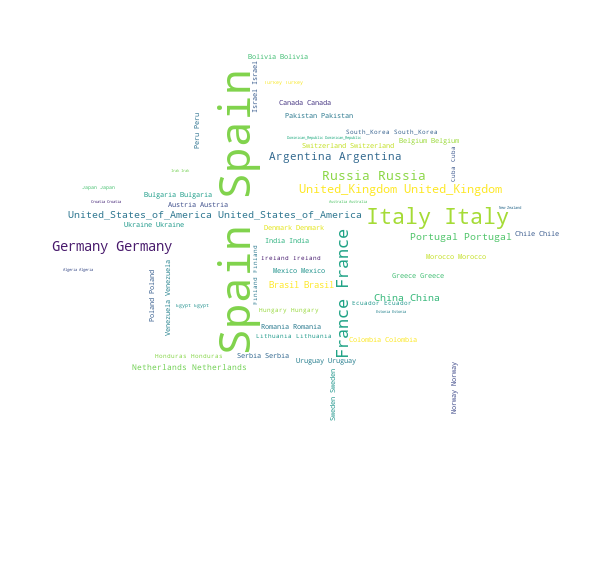 Bolivia Bolivia
Israel Israel
Spain Spain
Canada Canada
Pakistan Pakistan
Peru Peru
South_Korea South_Korea
Dominican_Republic Dominican_Republic
Belgium Belgium
Switzerland Switzerland
Cuba Cuba
Argentina Argentina
Iran Iran
Russia Russia
Japan Japan
United_Kingdom United_Kingdom
Bulgaria Bulgaria
Croatia Croatia
Austria Austria
Australia Australia
New Zealand
United_States_of_America United_States_of_America
Italy Italy
Ukraine Ukraine
Denmark Denmark
France France
Portugal Portugal
Chile Chile
India India
Germany Germany
Finland Finland
Ireland Ireland
Morocco Morocco
Algeria Algeria
Mexico Mexico
Greece Greece
Poland Poland
Venezuela Venezuela
Brasil Brasil
China China
Egypt Egypt
Ecuador Ecuador
Hungary Hungary
Estonia Estonia
Romania Romania
Lithuania Lithuania
Colombia Colombia
Honduras Honduras
Serbia Serbia
Uruguay Uruguay
Netherlands Netherlands
Sweden Sweden
Norway Norway